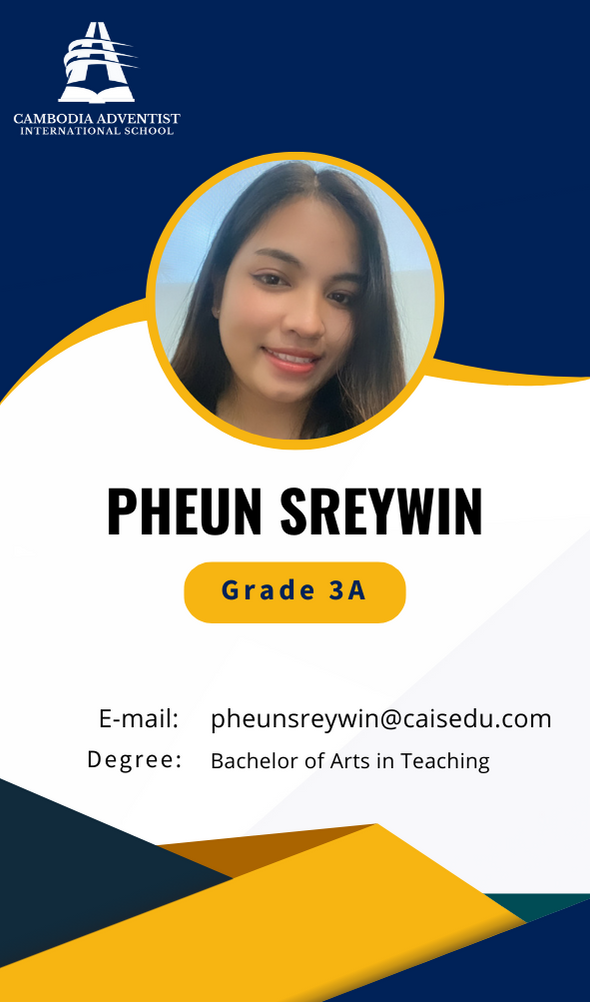 CAMBODIA ADVENTIST
INTERNATIONAL SCHOOL
PHEUN SREYWIN
Grade 3A
E-mail: pheunsreywin@caisedu.com
Degree: Bachelor of Arts in Teaching